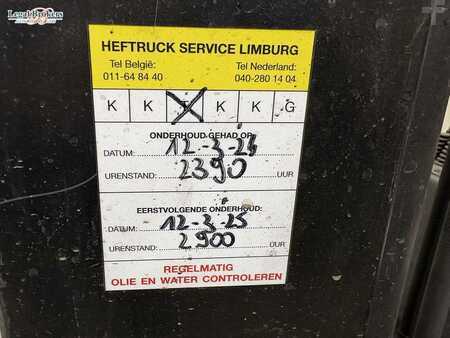 Legal Brokers
HEFTRUCK SERVICE LIMBURG
Tel België: Tel Nederland:
011-64 84 40 040-280 14 04
K K K K G
ONDERHOUD GEHAD OP:
DATUM: 12-3-24
URENSTAND: 2390 UUR
EERSTVOLGENDE ONDERHOUD:
DATUM: 12-3-25
URENSTAND: 2900 UUR
REGELMATIG
OLIE EN WATER CONTROLEREN